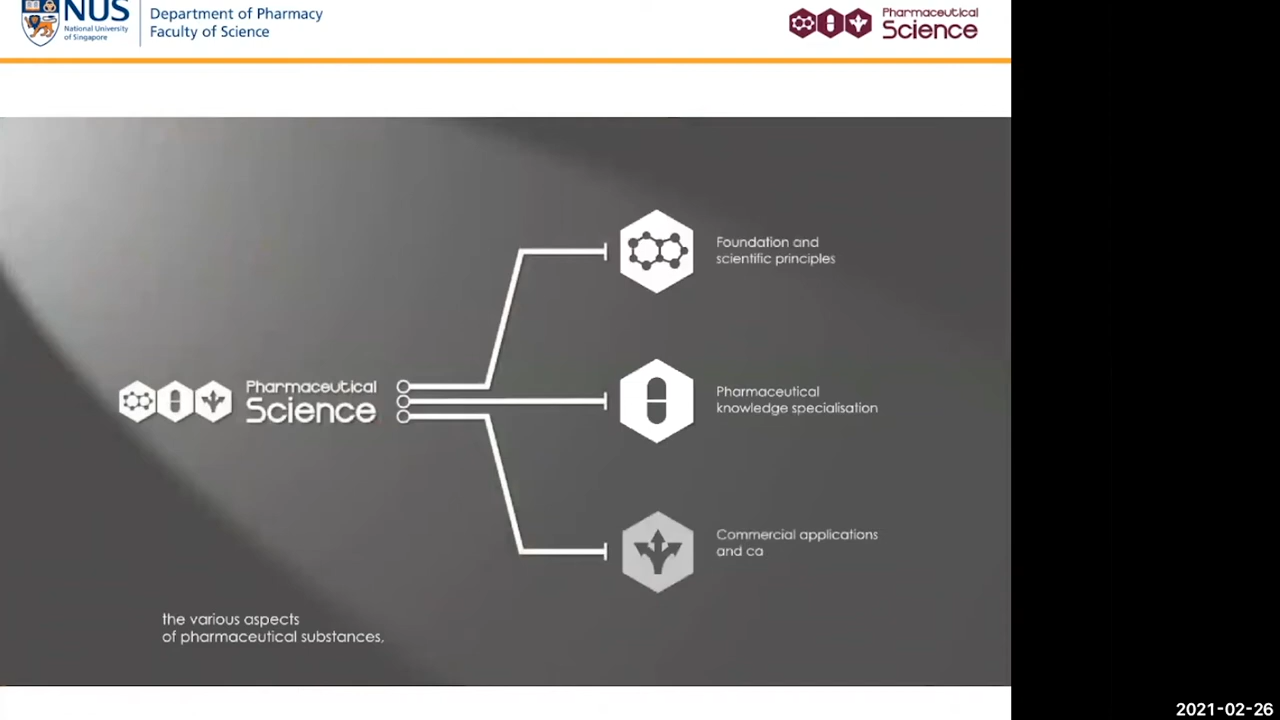 NUS
National University
of Singapore
Department of Pharmacy
Faculty of Science
Pharmaceutical
Science
Foundation and
scientific principles
Pharmaceutical
Science
Pharmaceutical
knowledge specialisation
Commercial applications
and ca
the various aspects
of pharmaceutical substances,
2021-02-26